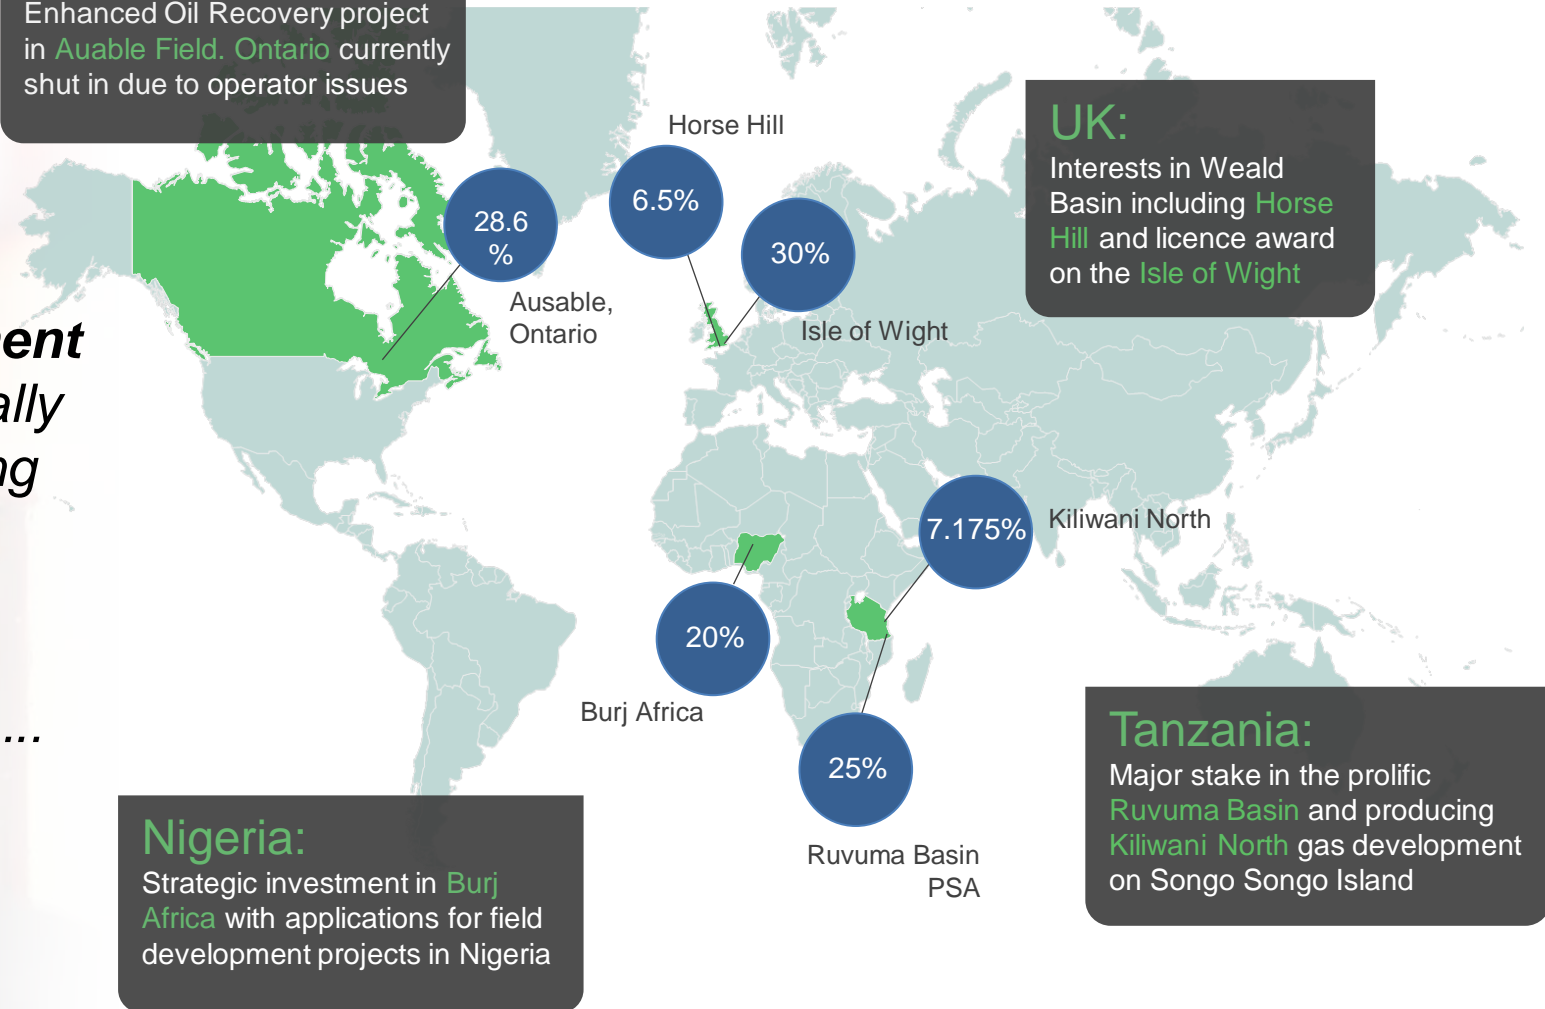 Enhanced Oil Recovery project
in Auable Field. Ontario currently
shut in due to operator issues
Horse Hill
6.5%
28.6
%
30%
Ausable,
Ontario
Isle of Wight
UK:
Interests in Weald
Basin including Horse
Hill and licence award
on the Isle of Wight
7.175%
Kiliwani North
20%
Burj Africa
25%
Ruvuma Basin
PSA
...
Nigeria:
Strategic investment in Burj
Africa with applications for field
development projects in Nigeria
Tanzania:
Major stake in the prolific
Ruvuma Basin and producing
Kiliwani North gas development
on Songo Songo Island